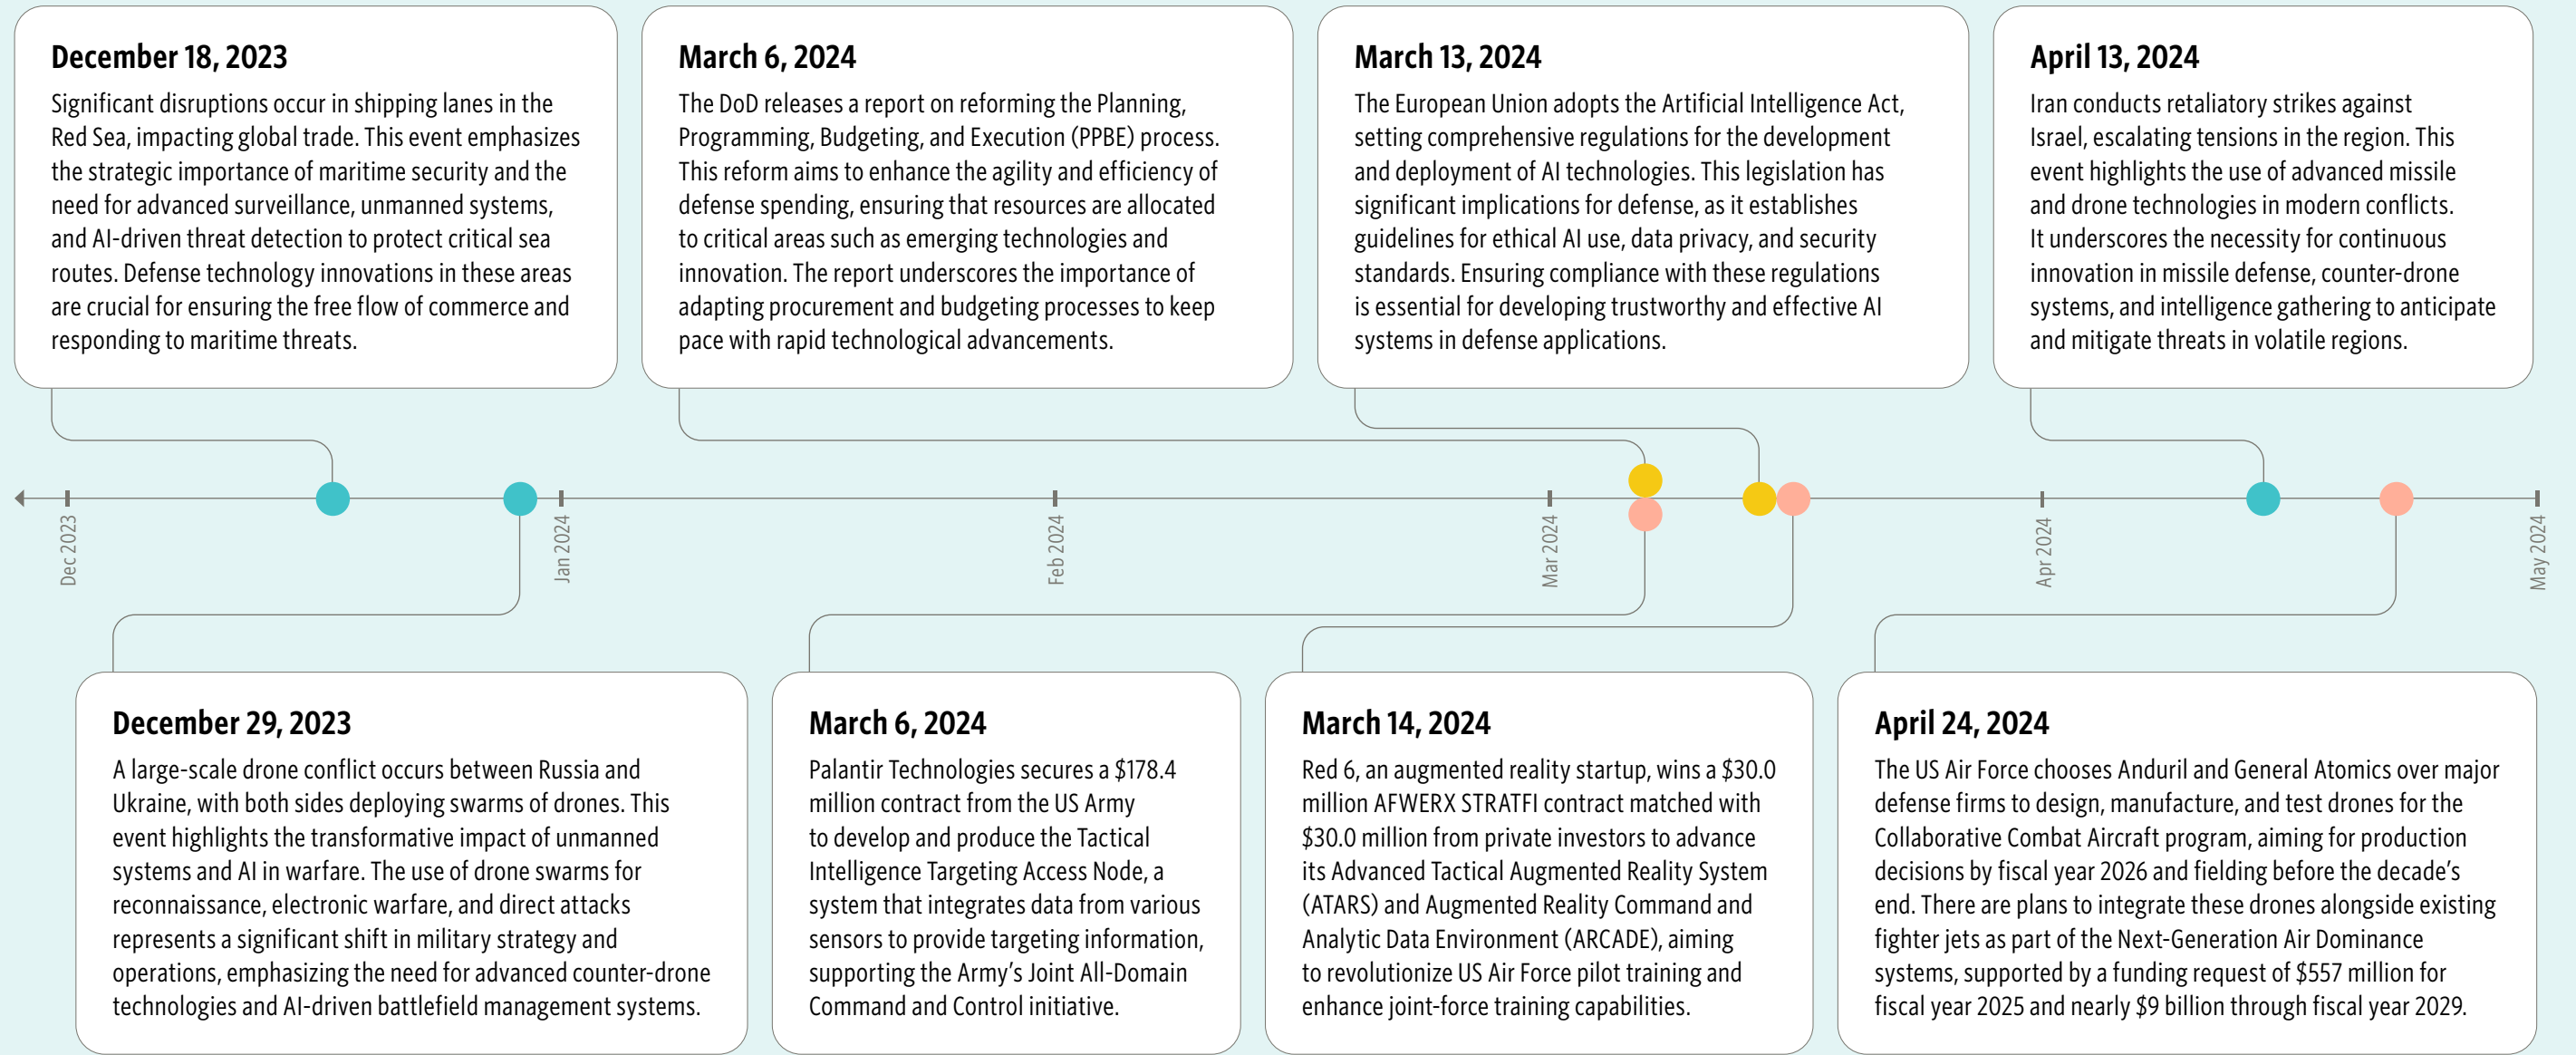 December 18, 2023
Significant disruptions occur in shipping lanes in the
Red Sea, impacting global trade. This event emphasizes
the strategic importance of maritime security and the
need for advanced surveillance, unmanned systems,
and AI-driven threat detection to protect critical sea
routes. Defense technology innovations in these areas
are crucial for ensuring the free flow of commerce and
responding to maritime threats.
March 6, 2024
The DoD releases a report on reforming the Planning,
Programming, Budgeting, and Execution (PPBE) process.
This reform aims to enhance the agility and efficiency of
defense spending, ensuring that resources are allocated
to critical areas such as emerging technologies and
innovation. The report underscores the importance of
adapting procurement and budgeting processes to keep
pace with rapid technological advancements.
March 13, 2024
The European Union adopts the Artificial Intelligence Act,
setting comprehensive regulations for the development
and deployment of AI technologies. This legislation has
significant implications for defense, as it establishes
guidelines for ethical AI use, data privacy, and security
standards. Ensuring compliance with these regulations
is essential for developing trustworthy and effective AI
systems in defense applications.
April 13, 2024
Iran conducts retaliatory strikes against
Israel, escalating tensions in the region. This
event highlights the use of advanced missile
and drone technologies in modern conflicts.
It underscores the necessity for continuous
innovation in missile defense, counter-drone
systems, and intelligence gathering to anticipate
and mitigate threats in volatile regions.
Dec 2023
Jan 2024
Feb 2024
Mar 2024
Apr 2024
May 2024
December 29, 2023
A large-scale drone conflict occurs between Russia and
Ukraine, with both sides deploying swarms of drones. This
event highlights the transformative impact of unmanned
systems and AI in warfare. The use of drone swarms for
reconnaissance, electronic warfare, and direct attacks
represents a significant shift in military strategy and
operations, emphasizing the need for advanced counter-drone
technologies and AI-driven battlefield management systems.
March 6, 2024
Palantir Technologies secures a $178.4
million contract from the US Army
to develop and produce the Tactical
Intelligence Targeting Access Node, a
system that integrates data from various
sensors to provide targeting information,
supporting the Army's Joint All-Domain
Command and Control initiative.
March 14, 2024
Red 6, an augmented reality startup, wins a $30.0
million AFWERX STRATFI contract matched with
$30.0 million from private investors to advance
its Advanced Tactical Augmented Reality System
(ATARS) and Augmented Reality Command and
Analytic Data Environment (ARCADE), aiming
to revolutionize US Air Force pilot training and
enhance joint-force training capabilities.
April 24, 2024
The US Air Force chooses Anduril and General Atomics over major
defense firms to design, manufacture, and test drones for the
Collaborative Combat Aircraft program, aiming for production
decisions by fiscal year 2026 and fielding before the decade's
end. There are plans to integrate these drones alongside existing
fighter jets as part of the Next-Generation Air Dominance
systems, supported by a funding request of $557 million for
fiscal year 2025 and nearly $9 billion through fiscal year 2029.